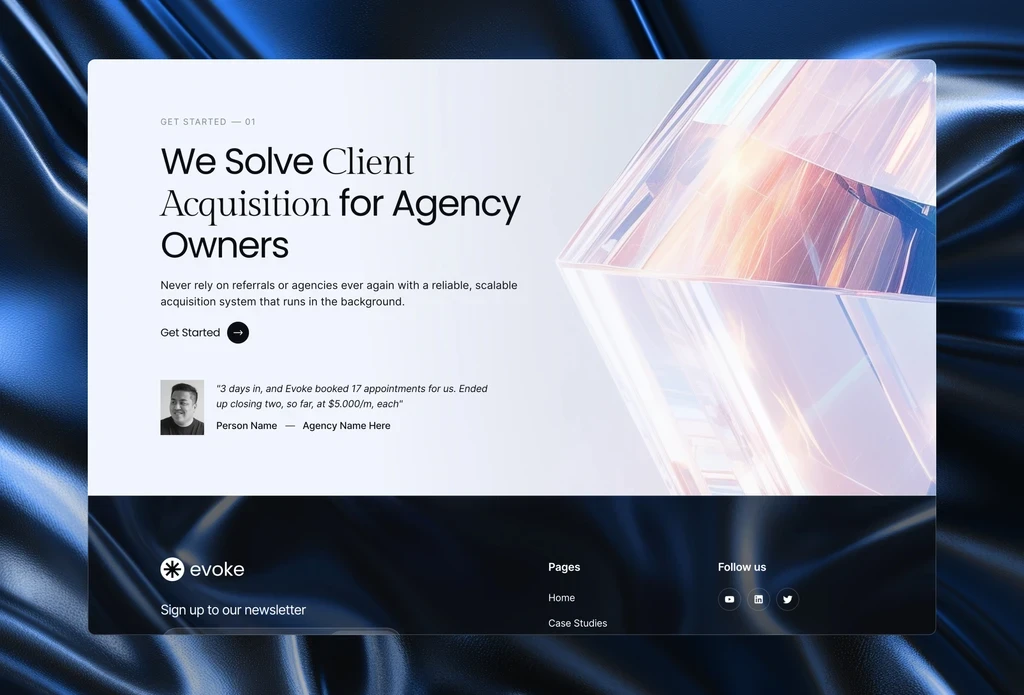 GET STARTED — 01
We Solve Client
Acquisition for Agency
Owners
Never rely on referrals or agencies ever again with a reliable, scalable
acquisition system that runs in the background.
Get Started →
"3 days in, and Evoke booked 17 appointments for us. Ended
up closing two, so far, at $5.000/m, each"
Person Name — Agency Name Here
evoke
Sign up to our newsletter
Pages
Home
Case Studies
Follow us